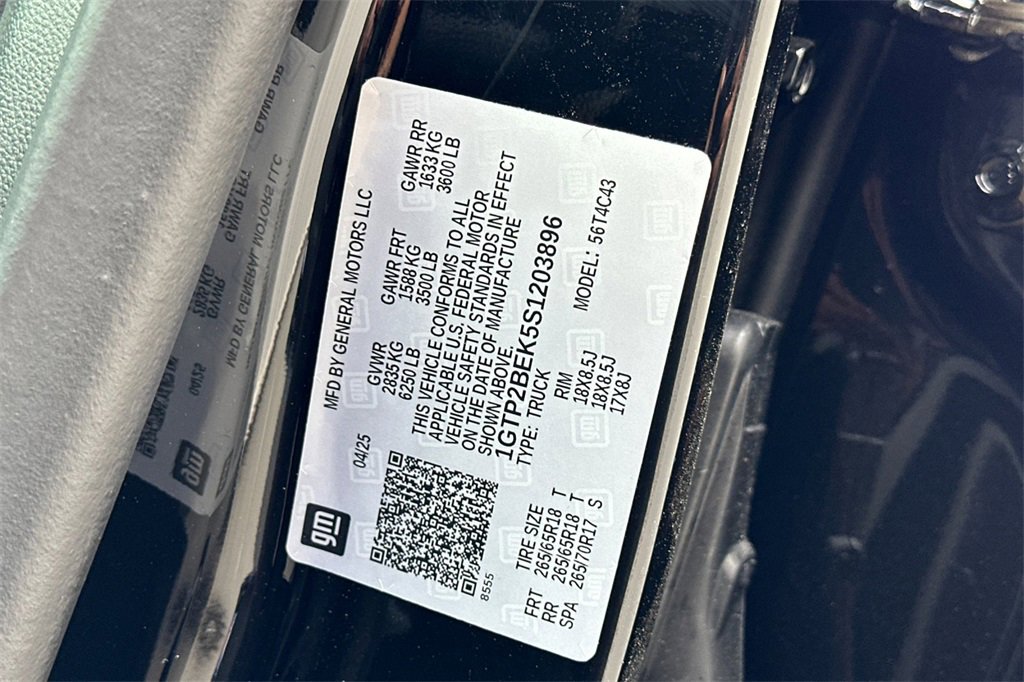 gm
MFD BY GENERAL MOTORS LLC
04/25
GVWR GAWR FRT GAWR RR
2835 KG 1588 KG 1633 KG
6250 LB 3500 LB 3600 LB
THIS VEHICLE CONFORMS TO ALL
APPLICABLE U.S. FEDERAL MOTOR
VEHICLE SAFETY STANDARDS IN EFFECT
ON THE DATE OF MANUFACTURE
SHOWN ABOVE.
1GTP2BEK5S1203896
TYPE: TRUCK
8555
MODEL: 56T4C43
TIRE SIZE RIM
FRT 265/65R18 T 18X8.5J
RR 265/65R18 T 18X8.5J
SPA 265/70R17 S 17X8J